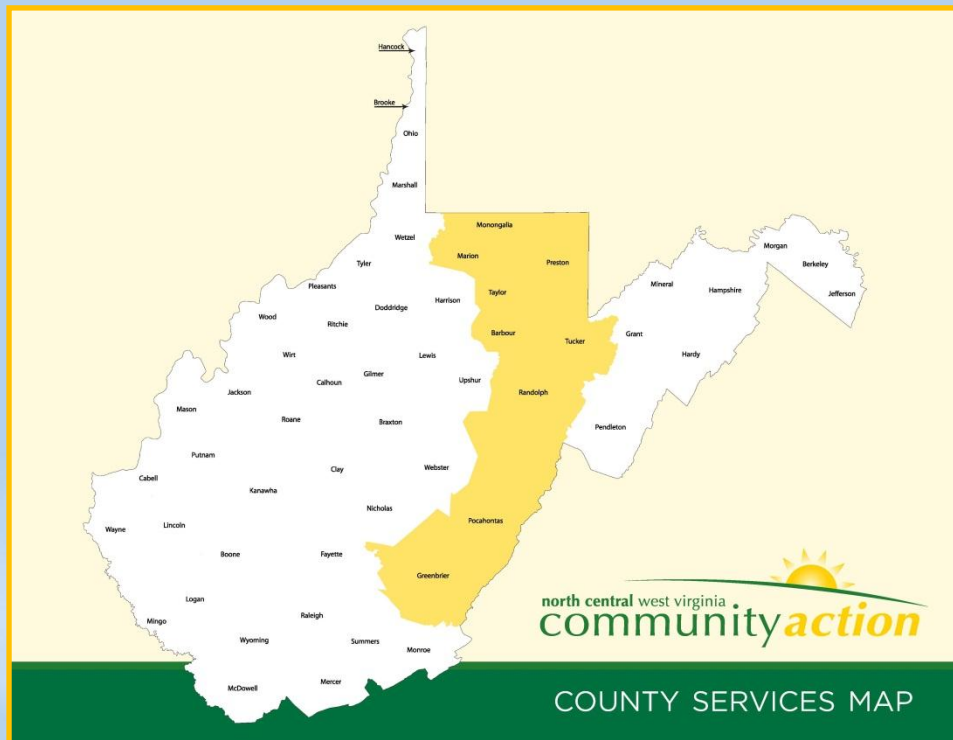 Hancock
Brooke
Ohio
Marshall
Wetzel
Monongalia
Marion
Preston
Tyler
Pleasants
Doddridge
Harrison
Taylor
Wood
Ritchie
Barbour
Tucker
Mineral
Hampshire
Morgan
Berkeley
Jefferson
Grant
Hardy
Wirt
Lewis
Gilmer
Calhoun
Upshur
Jackson
Randolph
Mason
Roane
Braxton
Pendleton
Putnam
Cabell
Clay
Webster
Kanawha
Nicholas
Pocahontas
Wayne
Lincoln
Boone
Fayette
Greenbrier
Logan
Raleigh
Mingo
Wyoming
Summers
Monroe
McDowell
Mercer
north central west virginia
community action
COUNTY SERVICES MAP